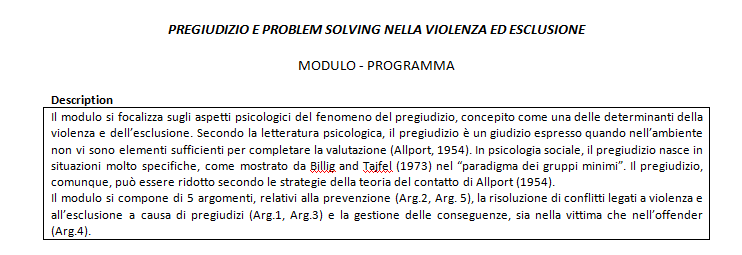 PREGIUDIZIO E PROBLEM SOLVING NELLA VIOLENZA ED ESCLUSIONE
MODULO - PROGRAMMA
Description
Il modulo si focalizza sugli aspetti psicologici del fenomeno del pregiudizio, concepito come una delle determinanti della
violenza e dell'esclusione. Secondo la letteratura psicologica, il pregiudizio è un giudizio espresso quando nell'ambiente
non vi sono elementi sufficienti per completare la valutazione (Allport, 1954). In psicologia sociale, il pregiudizio nasce in
situazioni molto specifiche, come mostrato da Billig and Tajfel (1973) nel “paradigma dei gruppi minimi”. Il pregiudizio,
comunque, può essere ridotto secondo le strategie della teoria del contatto di Allport (1954).
Il modulo si compone di 5 argomenti, relativi alla prevenzione (Arg.2, Arg. 5), la risoluzione di conflitti legati a violenza e
all'esclusione a causa di pregiudizi (Arg.1, Arg.3) e la gestione delle conseguenze, sia nella vittima che nell'offender
(Arg.4).